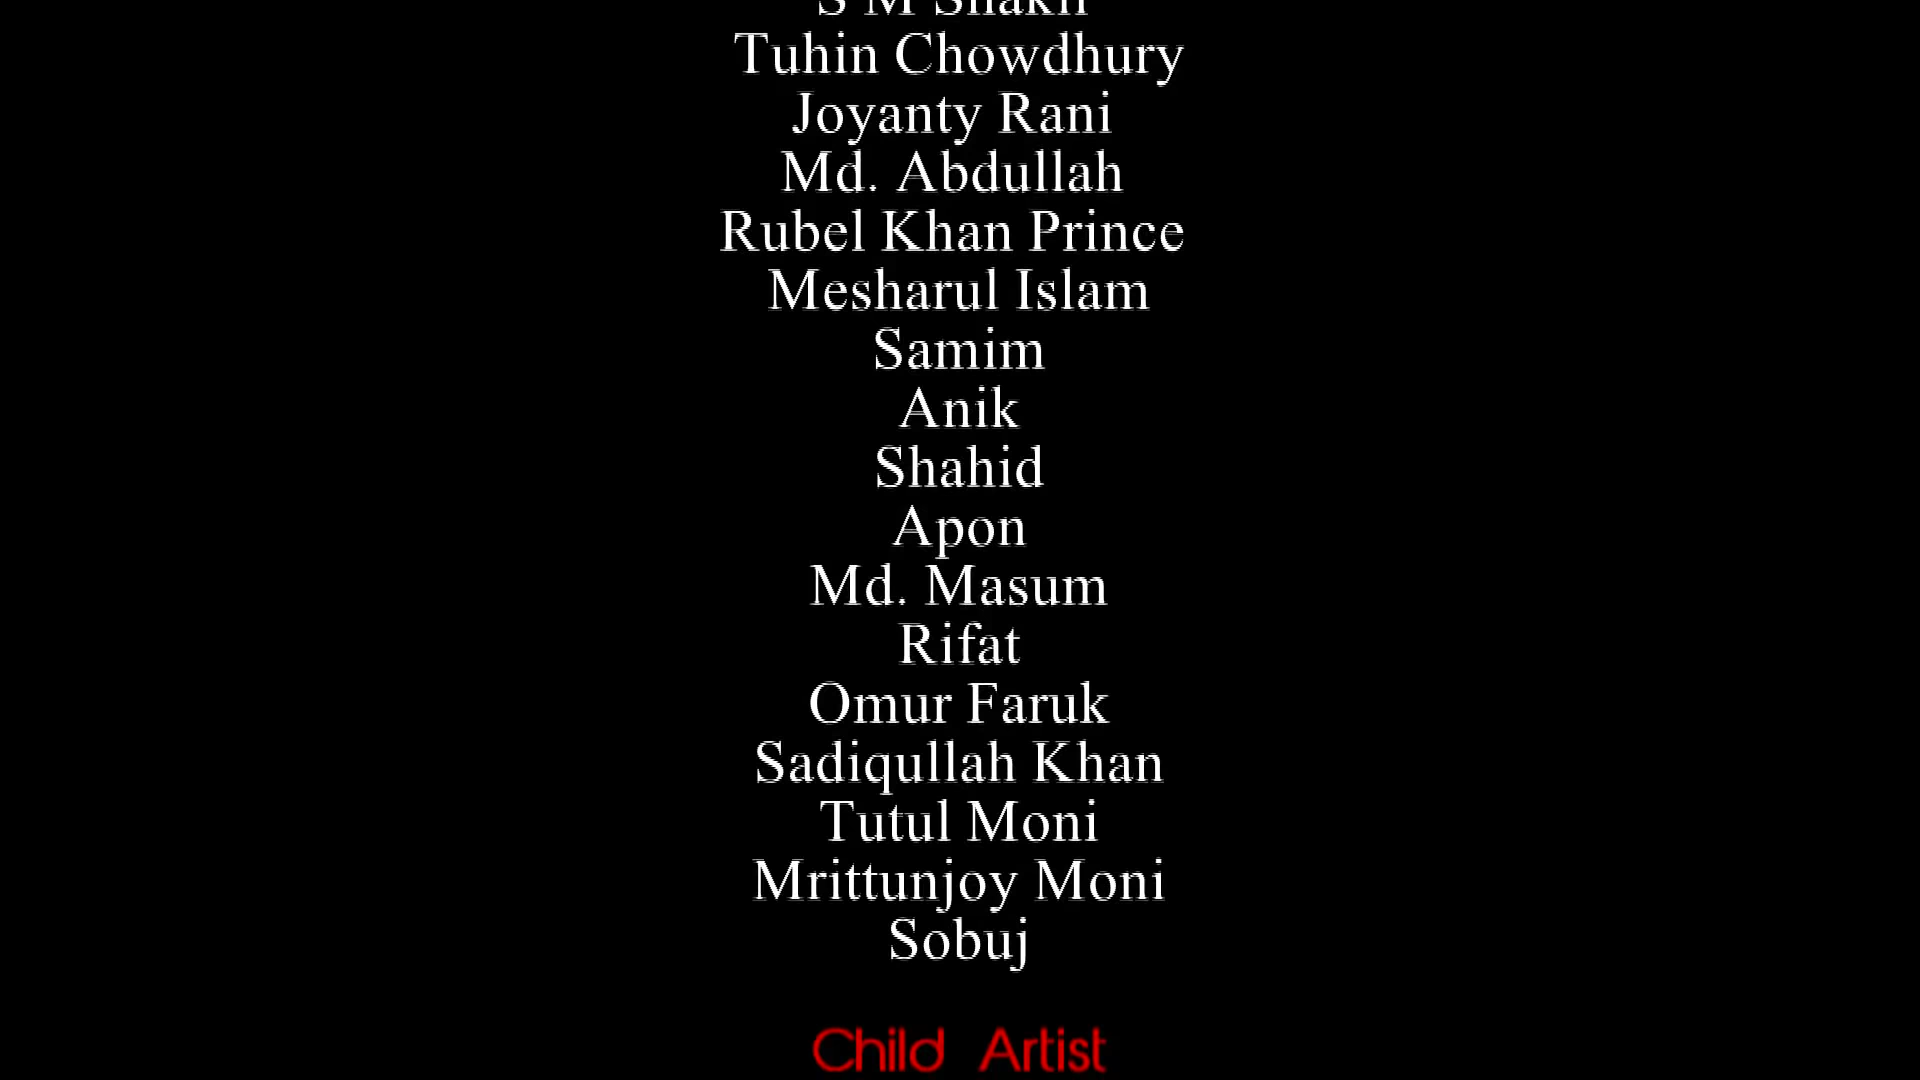 S M
Tuhin Chowdhury
Joyanty Rani
Md. Abdullah
Rubel Khan Prince
Mesharul Islam
Samim
Anik
Shahid
Apon
Md. Masum
Rifat
Omur Faruk
Sadiqullah Khan
Tutul Moni
Mrittunjoy Moni
Sobuj
Child Artist